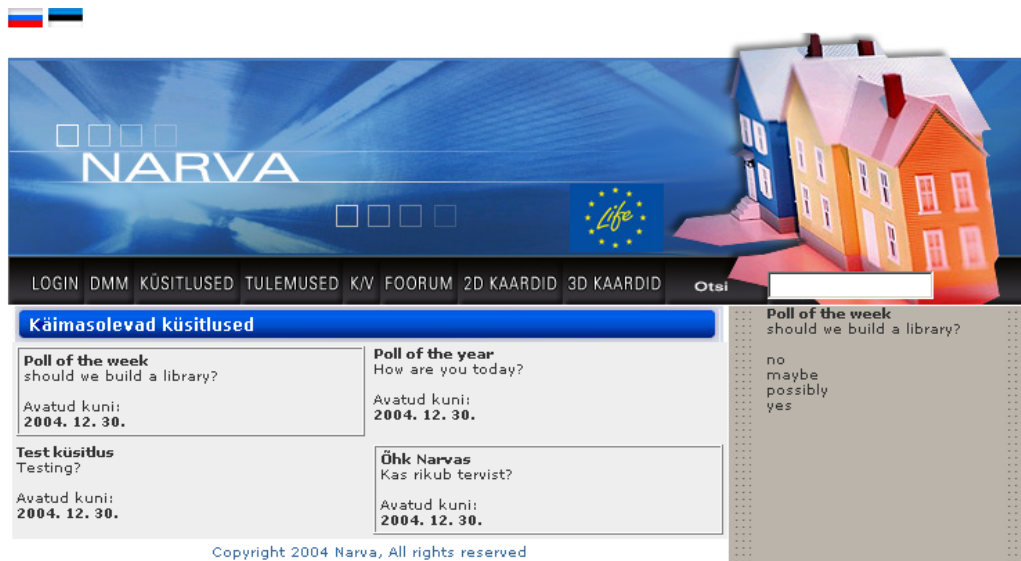 NARVA
Life
LOGIN DMM KÜSITLUSED TULEMUSED K/V FOORUM 2D KAARDID 3D KAARDID Otsi
Käimasolevad küsitlused
Poll of the week
should we build a library?
Avatud kuni:
2004. 12. 30.
Poll of the year
How are you today?
Avatud kuni:
2004. 12. 30.
Test küsitlus
Testing?
Avatud kuni:
2004. 12. 30.
Õhk Narvas
Kas rikub tervist?
Avatud kuni:
2004. 12. 30.
Poll of the week
should we build a library?
no
maybe
possibly
yes
Copyright 2004 Narva, All rights reserved